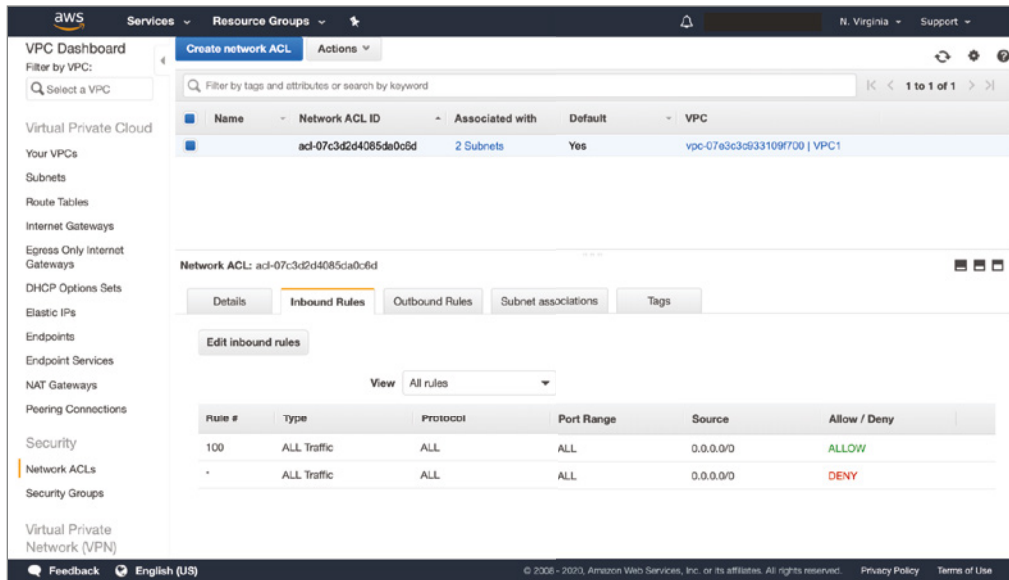 aws Services Resource Groups N. Virginia Support
VPC Dashboard
Filter by VPC:
Select a VPC
Virtual Private Cloud
Your VPCs
Subnets
Route Tables
Internet Gateways
Egress Only Internet
Gateways
DHCP Options Sets
Elastic IPs
Endpoints
Endpoint Services
NAT Gateways
Peering Connections
Security
Network ACLs
Security Groups
Virtual Private
Network (VPN)
Create network ACL Actions
Filter by tags and attributes or search by keyword 1 to 1 of 1
Name Network ACL ID Associated with Default VPC
acl-07c3d2d4085da0c6d 2 Subnets Yes vpc-07e3c3c933109f700 | VPC1
Network ACL: acl-07c3d2d4085da0c6d
Details Inbound Rules Outbound Rules Subnet associations Tags
Edit inbound rules
View All rules
Rule # Type Protocol Port Range Source Allow / Deny
100 ALL Traffic ALL ALL 0.0.0.0/0 ALLOW
* ALL Traffic ALL ALL 0.0.0.0/0 DENY
Feedback English (US) © 2008 - 2020, Amazon Web Services, Inc. or its affiliates. All rights reserved. Privacy Policy Terms of Use